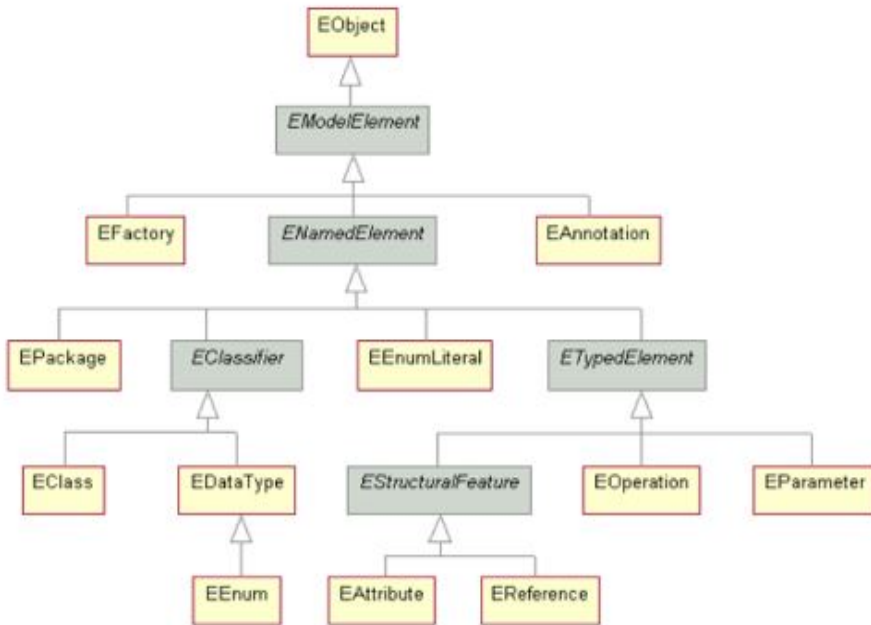 EObject
EModelElement
EFactory
ENamedElement
EAnnotation
EPackage
EClassifier
EEnumLiteral
ETypedElement
EClass
EDataType
EStructuralFeature
EOperation
EParameter
EEnum
EAttribute
EReference